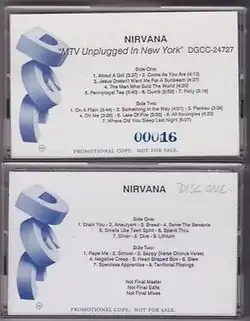 NIRVANA
"MTV Unplugged In New York" DGCC-24727
Side One:
1. About A Girl (3:37) - 2. Come As You Are (4:13)
3. Jesus Doesn't Want Me For A Sunbeam (4:37)
4. The Man Who Sold The World (4:20)
5. Pennyroyal Tea (3:40) - 6. Dumb (2:52) - 7. Polly (3:16)
Side Two:
1. On A Plain (3:44) - 2. Something In The Way (4:01) - 3. Plateau (3:38)
4. Oh Me (3:26) - 5. Lake Of Fire (2:55) - 6. All Apologies (4:23)
7. Where Did You Sleep Last Night (5:07)
00016
PROMOTIONAL COPY. NOT FOR SALE.
NIRVANA DISC ONE
Side One:
1. Drain You - 2. Aneurysm - 3. Breed - 4. Serve The Servants
5. Smells Like Teen Spirit - 6. Spank Thru
7. Sliver - 8. Dive - 9. Lithium
Side Two:
1. Rape Me - 2. School - 3. Sappy (Verse Chorus Verse)
4. Negative Creep - 5. Heart Shaped Box - 6. Blew
7. Scentless Apprentice - 8. Territorial Pissings
Not Final Master
Not Final Edits
Not Final Mixes
PROMOTIONAL COPY. NOT FOR SALE.